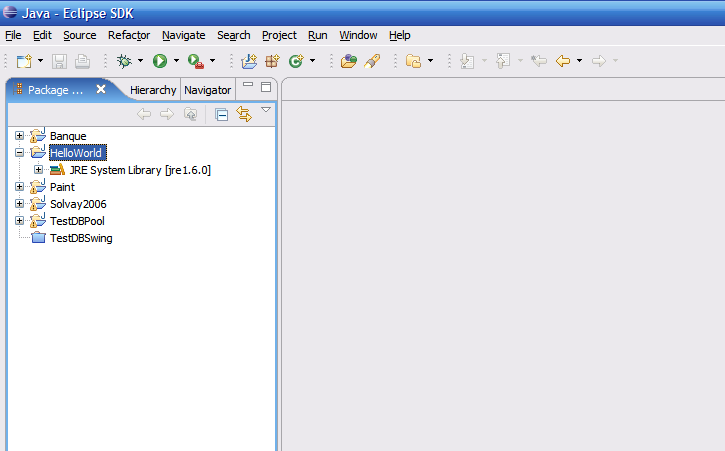 Java - Eclipse SDK
File Edit Source Refactor Navigate Search Project Run Window Help
Package ... Hierarchy Navigator
Banque
HelloWorld
JRE System Library [jre1.6.0]
Paint
Solvay2006
TestDBPool
TestDBSwing